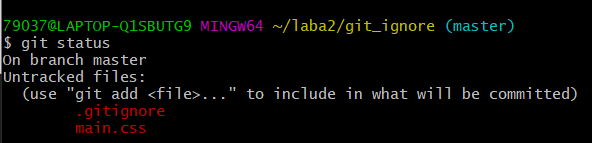 79037@LAPTOP-Q1SBUTG9 MINGW64 ~/laba2/git_ignore (master)
$ git status
On branch master
Untracked files:
  (use "git add <file>..." to include in what will be committed)
        .gitignore
        main.css